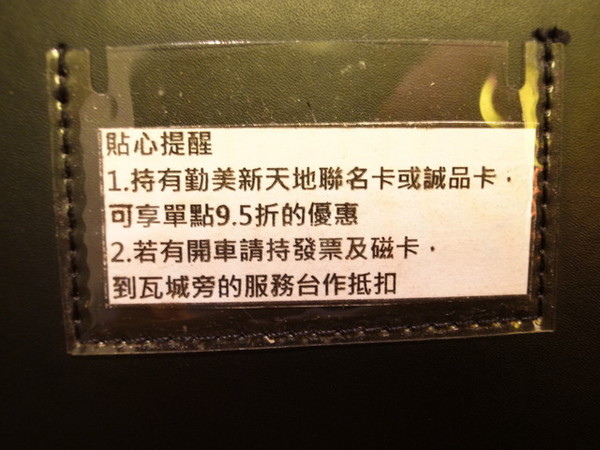 貼心提醒
1.持有勤美新天地聯名卡或誠品卡，
可享單點9.5折的優惠
2.若有開車請持發票及磁卡，
到瓦城旁的服務台作抵扣